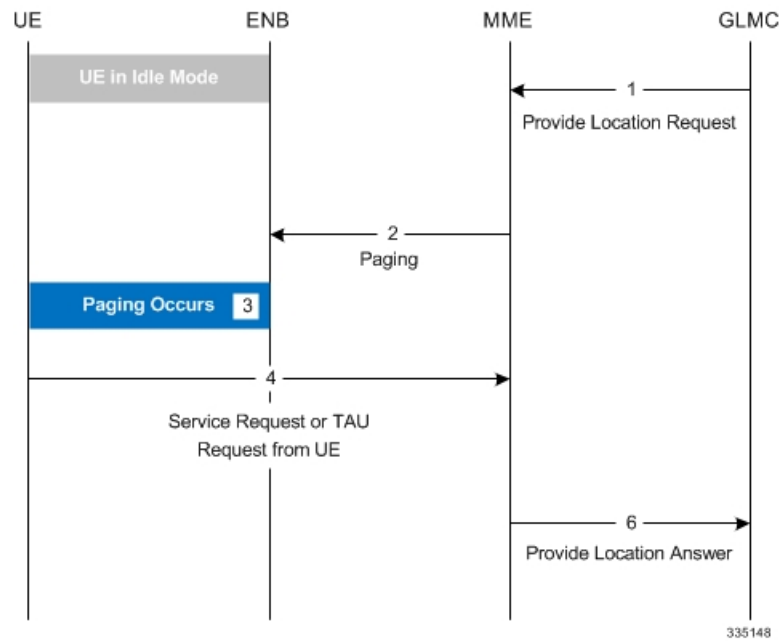 UE ENB MME GLMC
UE in Idle Mode
1
Provide Location Request
2
Paging
Paging Occurs 3
4
Service Request or TAU
Request from UE
6
Provide Location Answer
335148